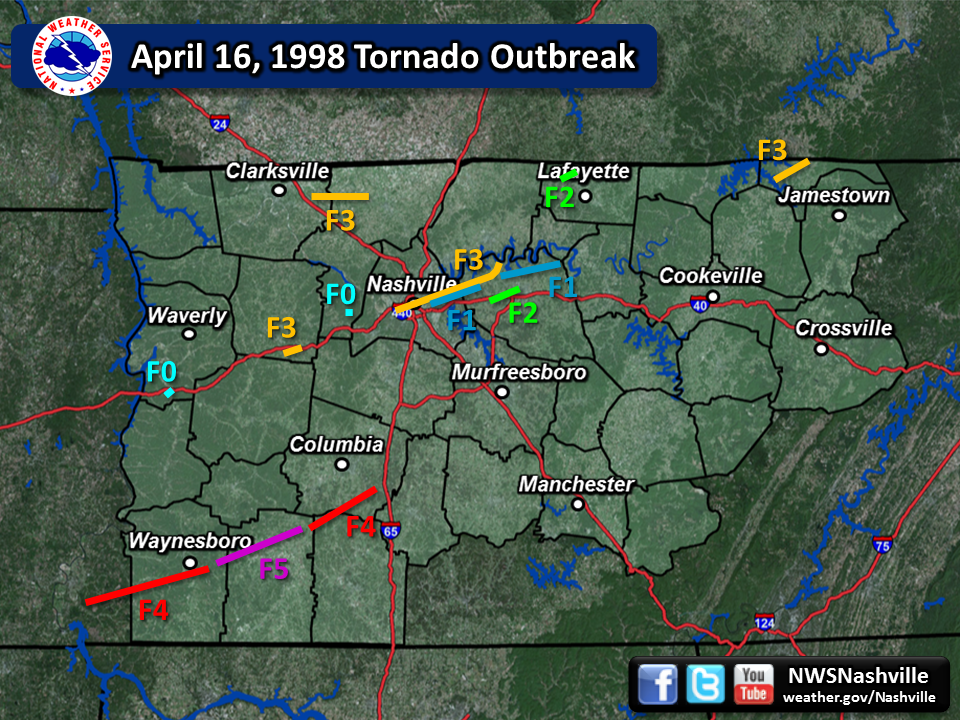 NATIONAL WEATHER SERVICE
April 16, 1998 Tornado Outbreak
24
Clarksville
F3
Lafayette
F2
F3
Jamestown
F3
Nashville
440
F0
F1
F1
F2
Cookeville
40
Waverly
F3
Crossville
F0
Murfreesboro
Columbia
Manchester
F4
65
Waynesboro
F5
75
F4
124
f
t
You
Tube
NWSNashville
weather.gov/Nashville